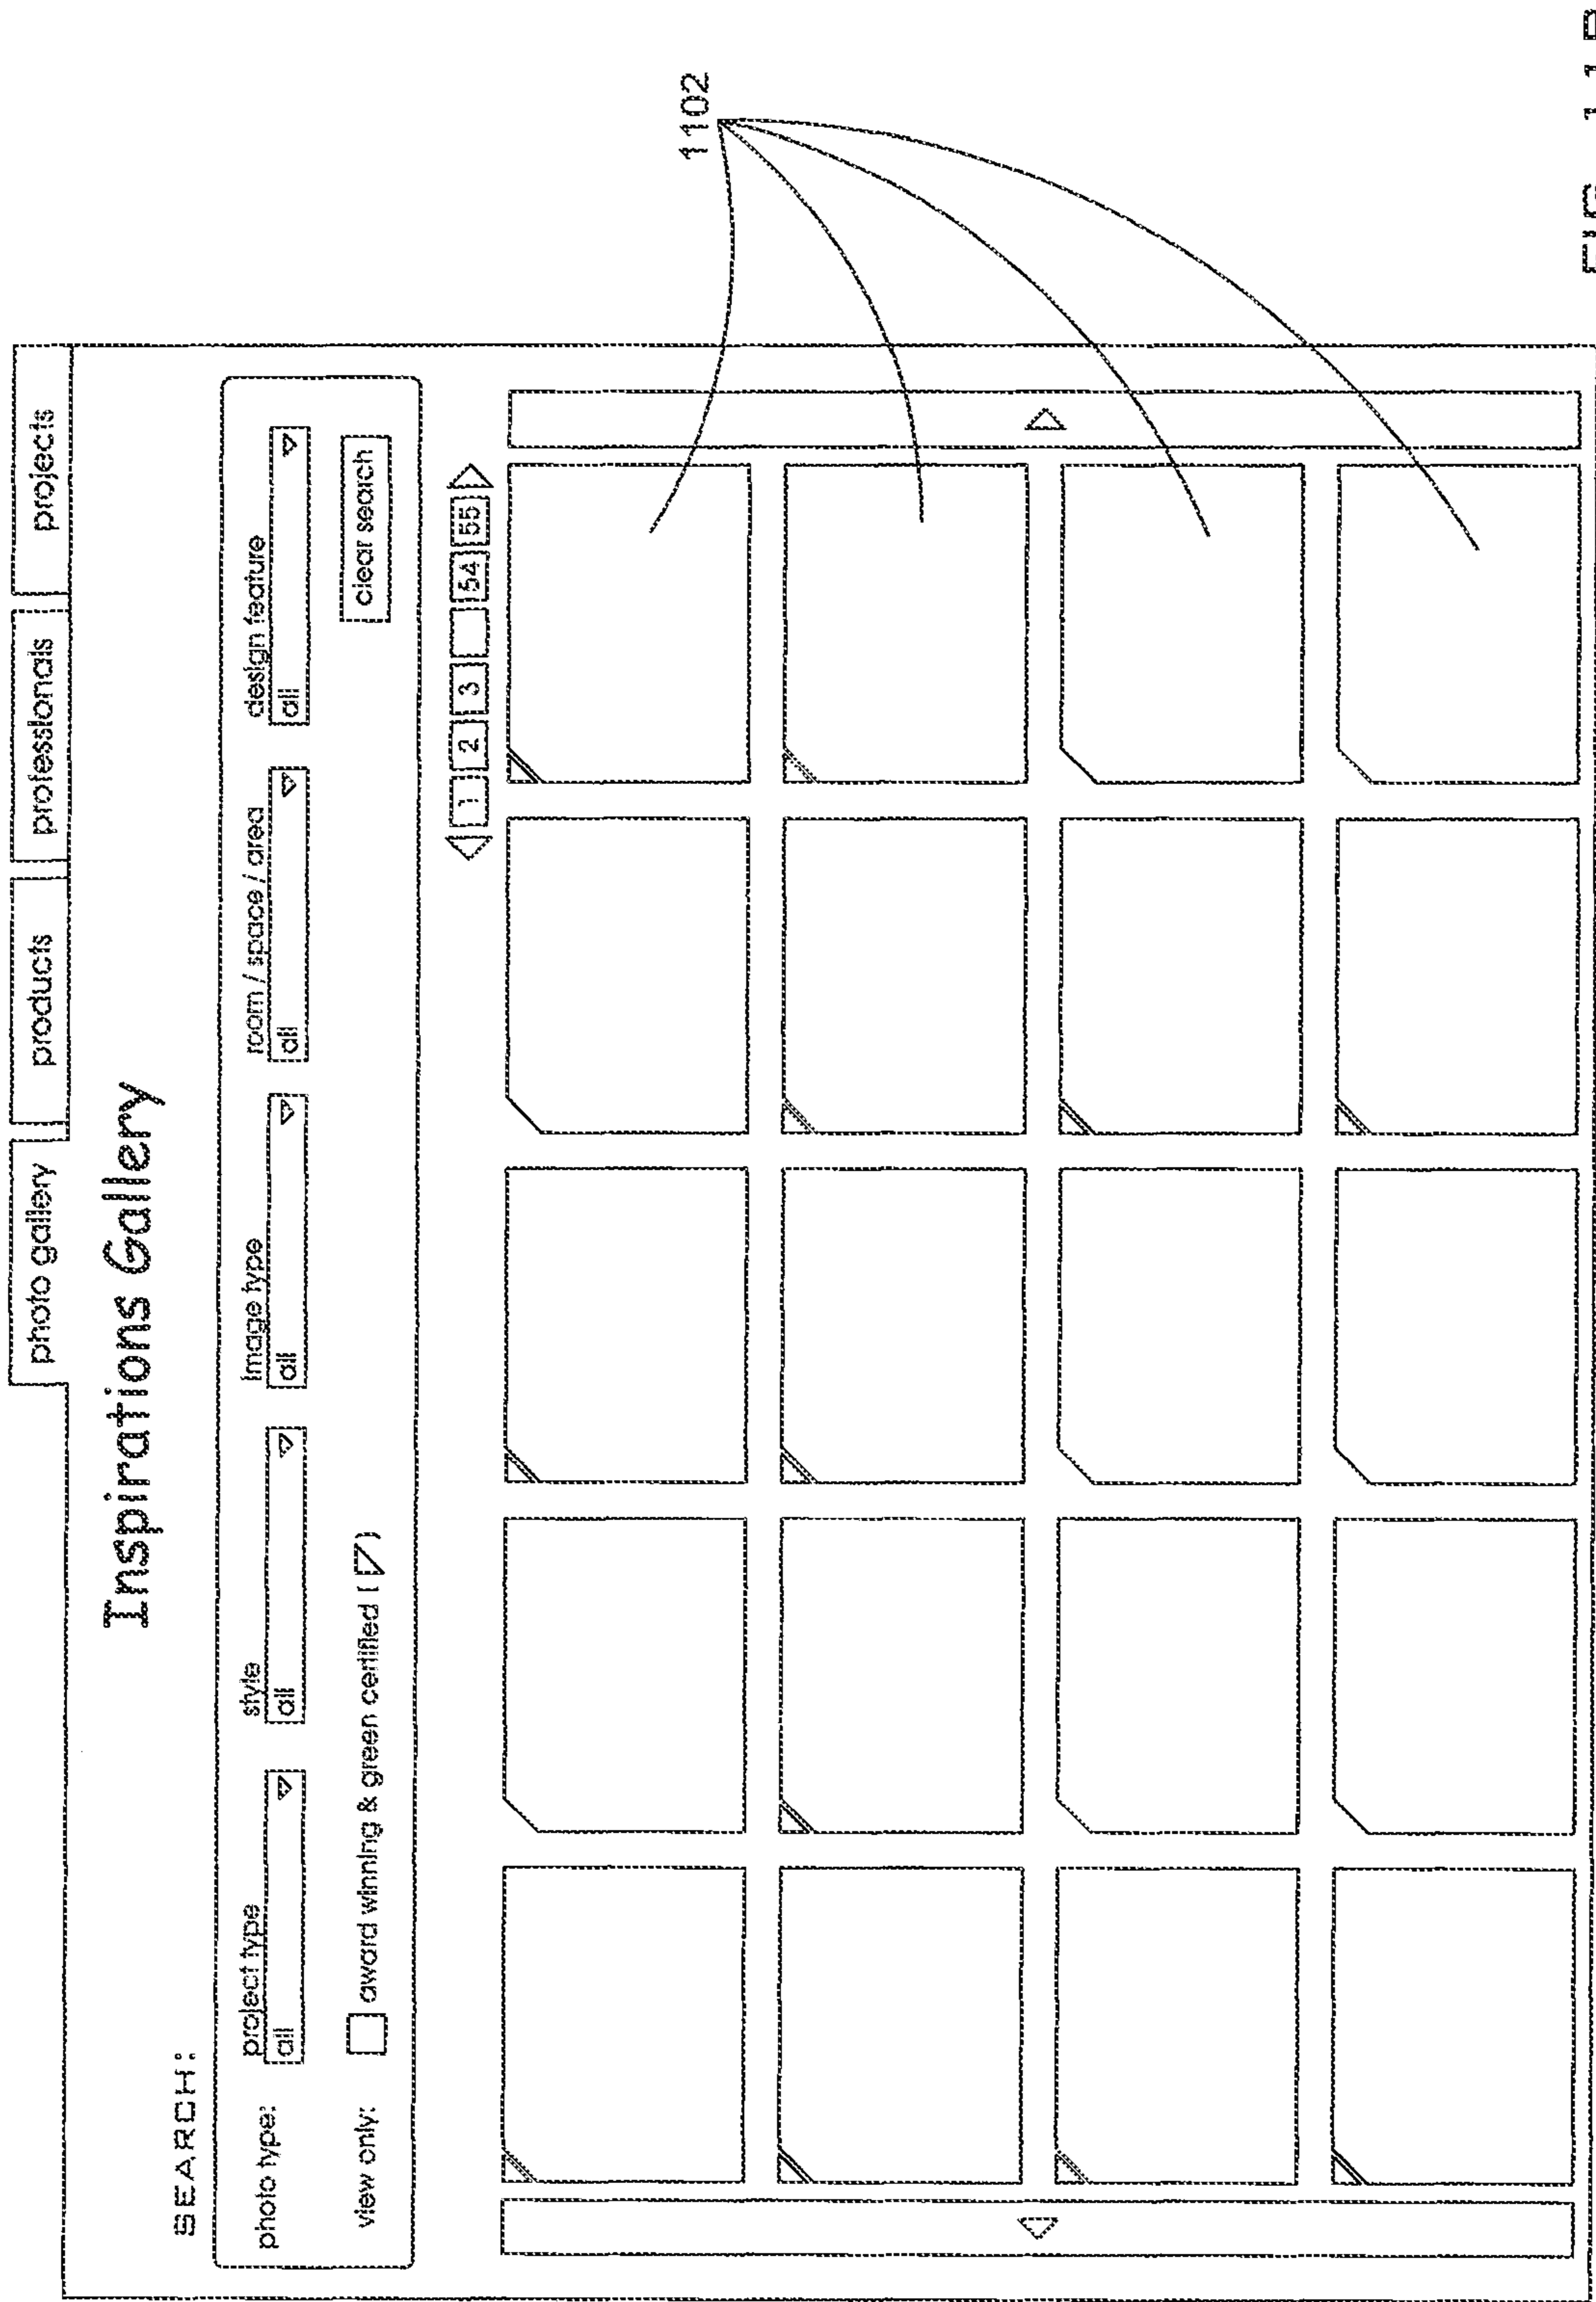 photo gallery
products
professionals
projects
Inspirations Gallery
SEARCH:
photo type:
project type
all
style
all
image type
all
room / space / area
all
design feature
all
view only:
award winning & green certified ( )
clear search
1 2 3 54 55
1102